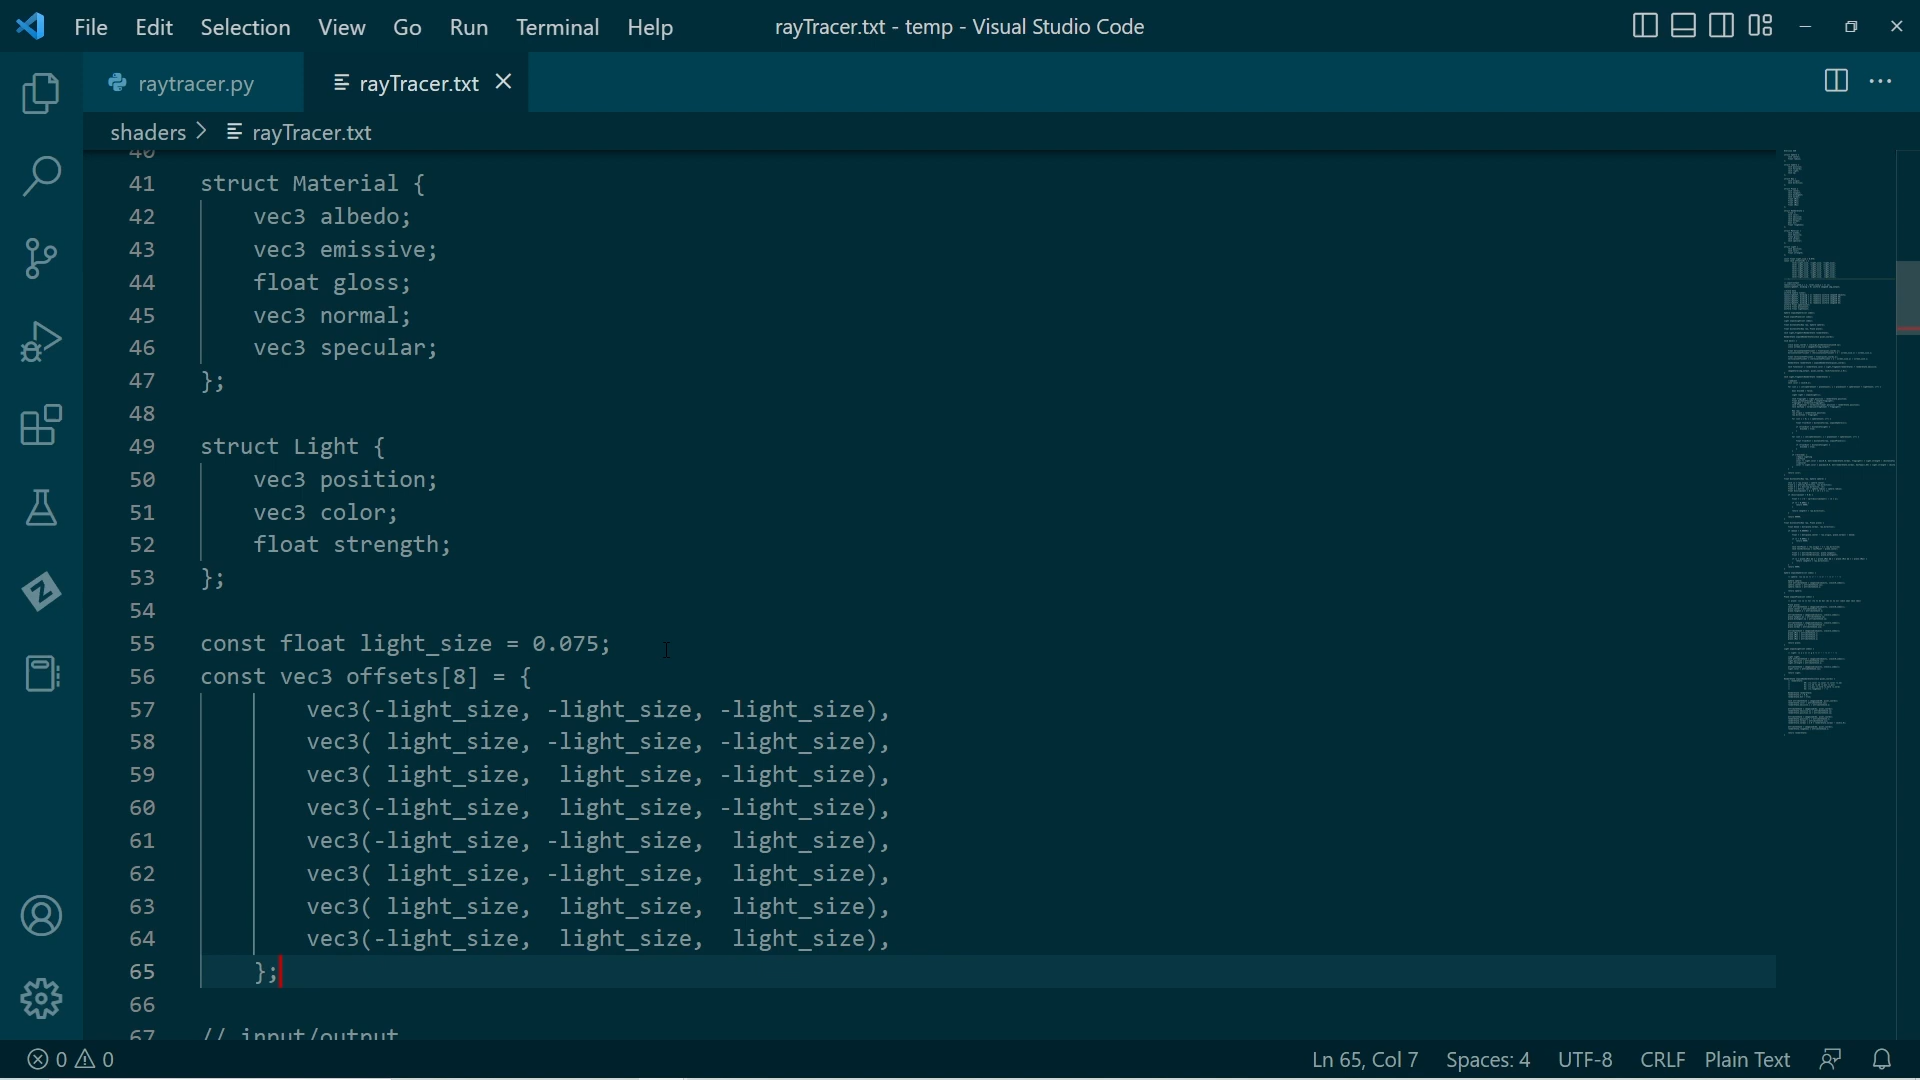 File Edit Selection View Go Run Terminal Help rayTracer.txt - temp - Visual Studio Code
raytracer.py rayTracer.txt
shaders > rayTracer.txt
40
41 struct Material {
42 vec3 albedo;
43 vec3 emissive;
44 float gloss;
45 vec3 normal;
46 vec3 specular;
47 };
48
49 struct Light {
50 vec3 position;
51 vec3 color;
52 float strength;
53 };
54
55 const float light_size = 0.075;
56 const vec3 offsets[8] = {
57 vec3(-light_size, -light_size, -light_size),
58 vec3( light_size, -light_size, -light_size),
59 vec3( light_size,  light_size, -light_size),
60 vec3(-light_size,  light_size, -light_size),
61 vec3(-light_size, -light_size,  light_size),
62 vec3( light_size, -light_size,  light_size),
63 vec3( light_size,  light_size,  light_size),
64 vec3(-light_size,  light_size,  light_size),
65 };
66
67 // input/output
0 0 Ln 65, Col 7 Spaces: 4 UTF-8 CRLF Plain Text